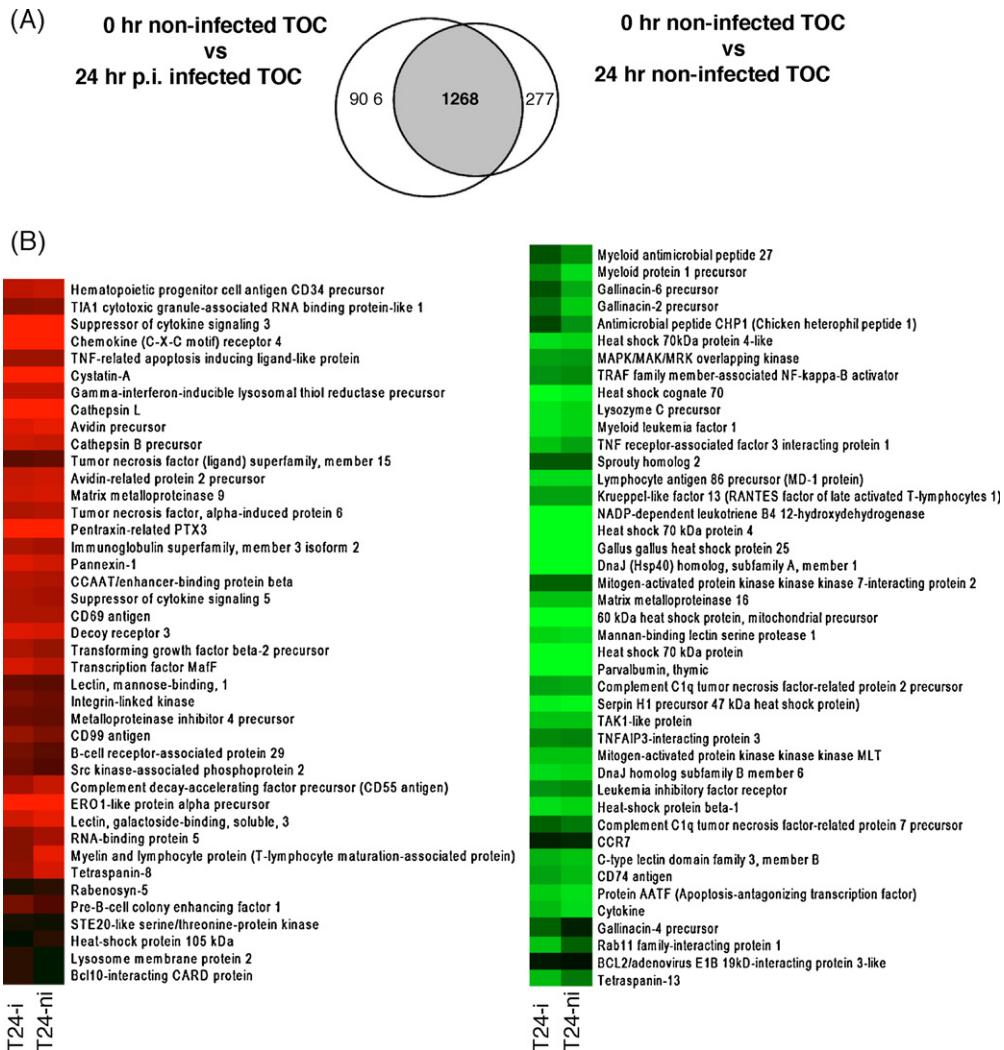 (A)
0 hr non-infected TOC
vs
24 hr p.i. infected TOC
90 6
1268
277
0 hr non-infected TOC
vs
24 hr non-infected TOC
(B)
Hematopoietic progenitor cell antigen CD34 precursor
TIA1 cytotoxic granule-associated RNA binding protein-like 1
Suppressor of cytokine signaling 3
Chemokine (C-X-C motif) receptor 4
TNF-related apoptosis inducing ligand-like protein
Cystatin-A
Gamma-interferon-inducible lysosomal thiol reductase precursor
Cathepsin L
Avidin precursor
Cathepsin B precursor
Tumor necrosis factor (ligand) superfamily, member 15
Avidin-related protein 2 precursor
Matrix metalloproteinase 9
Tumor necrosis factor, alpha-induced protein 6
Pentraxin-related PTX3
Immunoglobulin superfamily, member 3 isoform 2
Pannexin-1
CCAAT/enhancer-binding protein beta
Suppressor of cytokine signaling 5
CD69 antigen
Decoy receptor 3
Transforming growth factor beta-2 precursor
Transcription factor MafF
Lectin, mannose-binding, 1
Integrin-linked kinase
Metalloproteinase inhibitor 4 precursor
CD99 antigen
B-cell receptor-associated protein 29
Src kinase-associated phosphoprotein 2
Complement decay-accelerating factor precursor (CD55 antigen)
ERO1-like protein alpha precursor
Lectin, galactoside-binding, soluble, 3
RNA-binding protein 5
Myelin and lymphocyte protein (T-lymphocyte maturation-associated protein)
Tetraspanin-8
Rabenosyn-5
Pre-B-cell colony enhancing factor 1
STE20-like serine/threonine-protein kinase
Heat-shock protein 105 kDa
Lysosome membrane protein 2
Bcl10-interacting CARD protein
T24-i
T24-ni
Myeloid antimicrobial peptide 27
Myeloid protein 1 precursor
Gallinacin-6 precursor
Gallinacin-2 precursor
Antimicrobial peptide CHP1 (Chicken heterophil peptide 1)
Heat shock 70kDa protein 4-like
MAPK/MAK/MRK overlapping kinase
TRAF family member-associated NF-kappa-B activator
Heat shock cognate 70
Lysozyme C precursor
Myeloid leukemia factor 1
TNF receptor-associated factor 3 interacting protein 1
Sprouty homolog 2
Lymphocyte antigen 86 precursor (MD-1 protein)
Krueppel-like factor 13 (RANTES factor of late activated T-lymphocytes 1)
NADP-dependent leukotriene B4 12-hydroxydehydrogenase
Heat shock 70 kDa protein 4
Gallus gallus heat shock protein 25
DnaJ (Hsp40) homolog, subfamily A, member 1
Mitogen-activated protein kinase kinase kinase 7-interacting protein 2
Matrix metalloproteinase 16
60 kDa heat shock protein, mitochondrial precursor
Mannan-binding lectin serine protease 1
Heat shock 70 kDa protein
Parvalbumin, thymic
Complement C1q tumor necrosis factor-related protein 2 precursor
Serpin H1 precursor 47 kDa heat shock protein)
TAK1-like protein
TNFAIP3-interacting protein 3
Mitogen-activated protein kinase kinase kinase MLT
DnaJ homolog subfamily B member 6
Leukemia inhibitory factor receptor
Heat-shock protein beta-1
Complement C1q tumor necrosis factor-related protein 7 precursor
CCR7
C-type lectin domain family 3, member B
CD74 antigen
Protein AATF (Apoptosis-antagonizing transcription factor)
Cytokine
Gallinacin-4 precursor
Rab11 family-interacting protein 1
BCL2/adenovirus E1B 19kD-interacting protein 3-like
Tetraspanin-13
T24-i
T24-ni